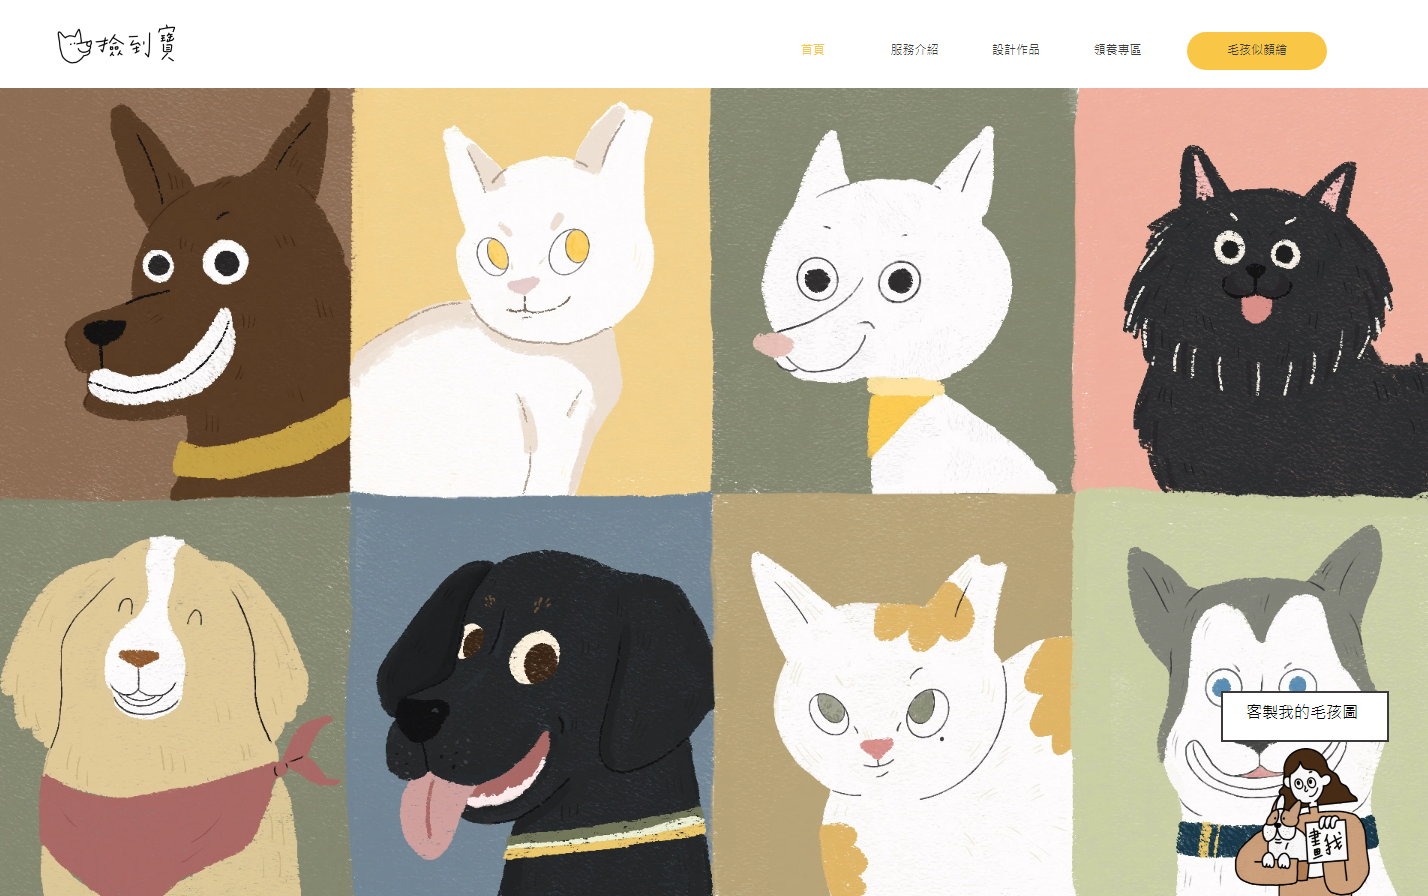 撿到寶
首頁
服務介紹
設計作品
領養專區
毛孩似顏繪
客製我的毛孩圖
畫我